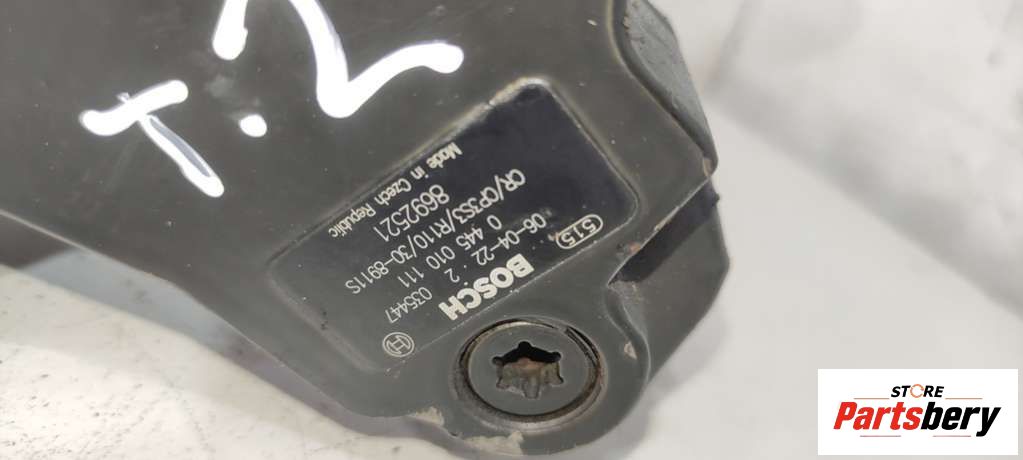 T.2
BOSCH
06-04-22 . 2 035447
515
0 445 010 111
CR/CP3S3/R110/30-8911S
8692521
Made in Czech Republic
STORE
Partsbery